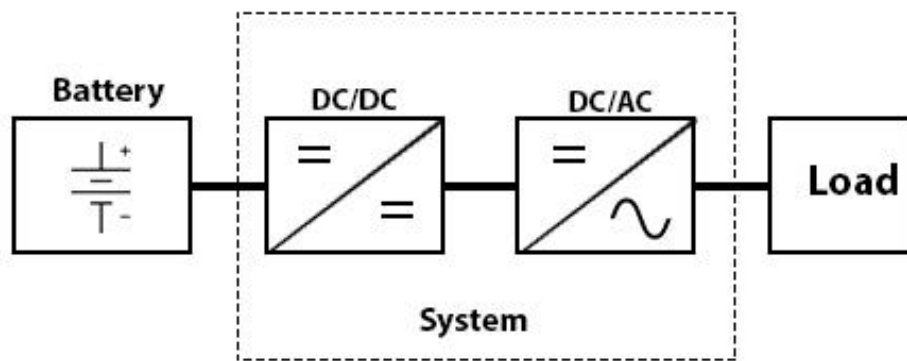 Battery
DC/DC
DC/AC
Load
System